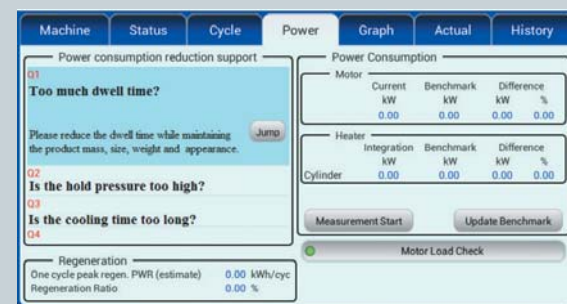 Machine Status Cycle Power Graph Actual History
Power consumption reduction support
Q1
Too much dwell time?
Please reduce the dwell time while maintaining
the product mass, size, weight and appearance.
Jump
Q2
Is the hold pressure too high?
Q3
Is the cooling time too long?
Q4
Regeneration
One cycle peak regen. PWR (estimate) 0.00 kWh/cyc
Regeneration Ratio 0.00 %
Power Consumption
Motor
Current Benchmark Difference
kW kW kW %
0.00 0.00 0.00 0.00
Heater
Integration Benchmark Difference
kW kW kW %
Cylinder 0.00 0.00 0.00 0.00
Measurement Start Update Benchmark
Motor Load Check